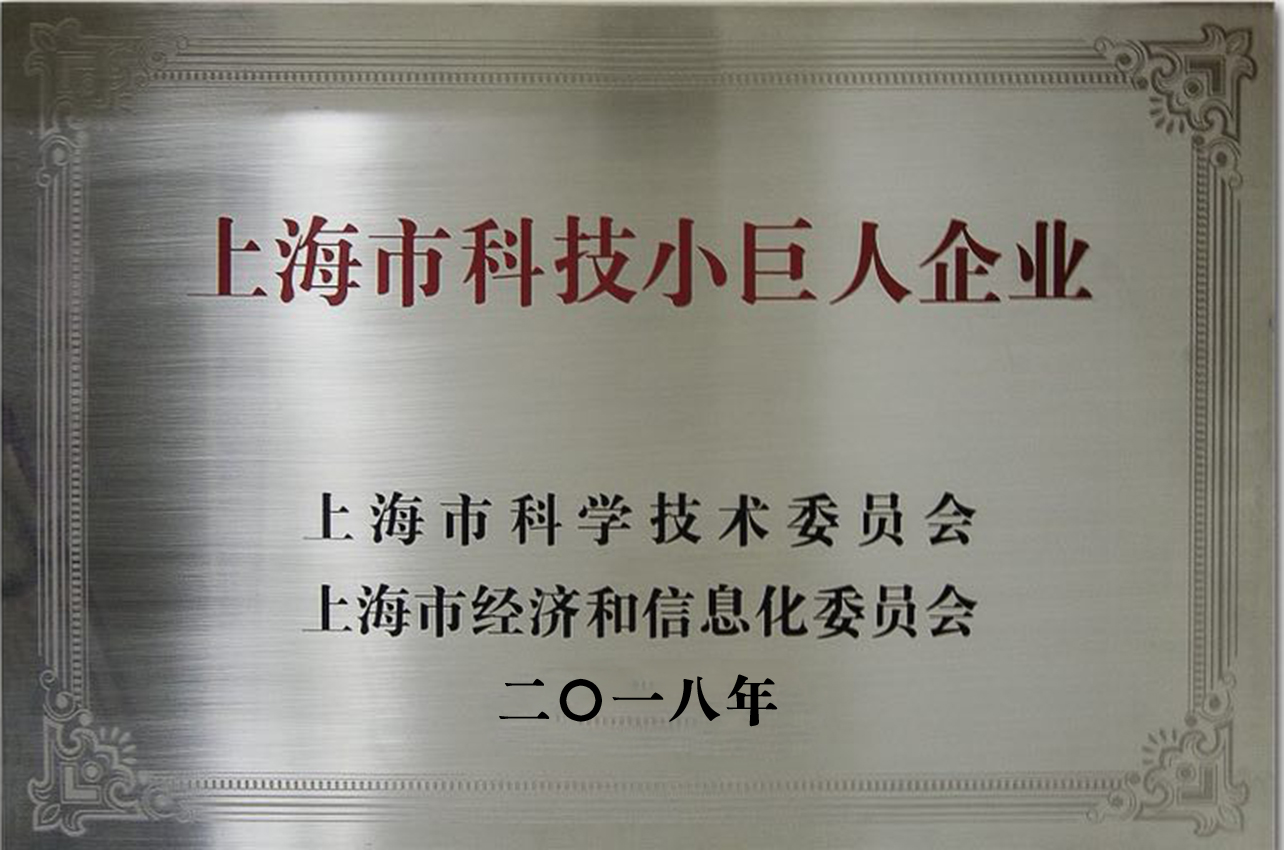 上海市科技小巨人企业
上海市科学技术委员会
上海市经济和信息化委员会
二〇一八年